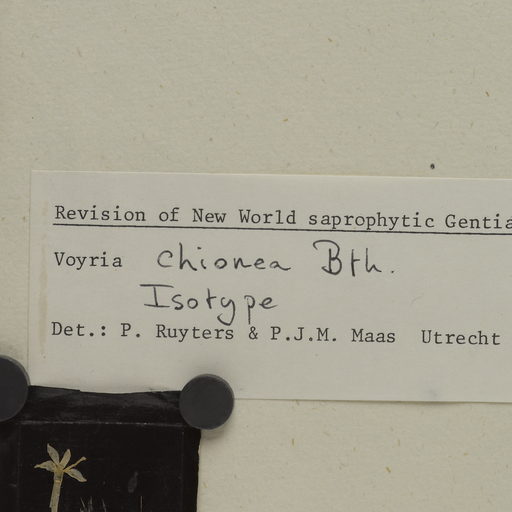 Revision of New World saprophytic Gentia
Voyria chionea Bth.
Isotype
Det.: P. Ruyters & P.J.M. Maas Utrecht